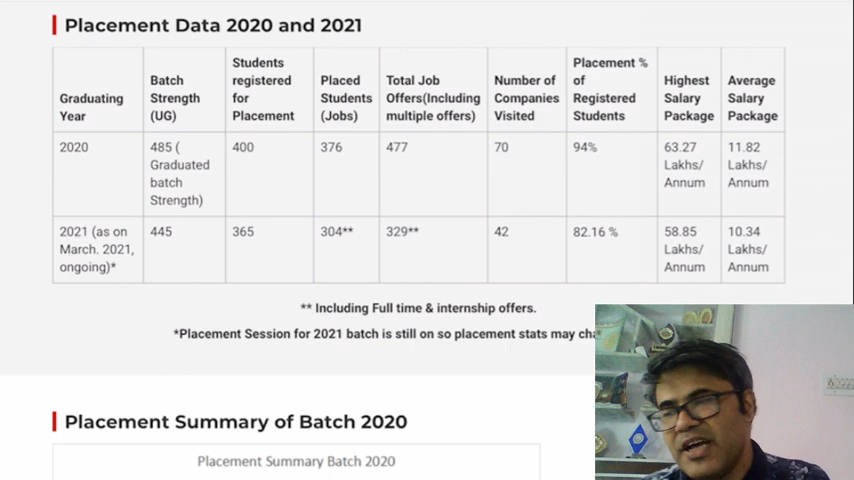 Placement Data 2020 and 2021
Graduating Year | Batch Strength (UG) | Students registered for Placement | Placed Students (Jobs) | Total Job Offers(Including multiple offers) | Number of Companies Visited | Placement % of Registered Students | Highest Salary Package | Average Salary Package
2020 | 485 ( Graduated batch Strength) | 400 | 376 | 477 | 70 | 94% | 63.27 Lakhs/ Annum | 11.82 Lakhs/ Annum
2021 (as on March. 2021, ongoing)* | 445 | 365 | 304** | 329** | 42 | 82.16 % | 58.85 Lakhs/ Annum | 10.34 Lakhs/ Annum
** Including Full time & internship offers.
*Placement Session for 2021 batch is still on so placement stats may
Placement Summary of Batch 2020
Placement Summary Batch 2020